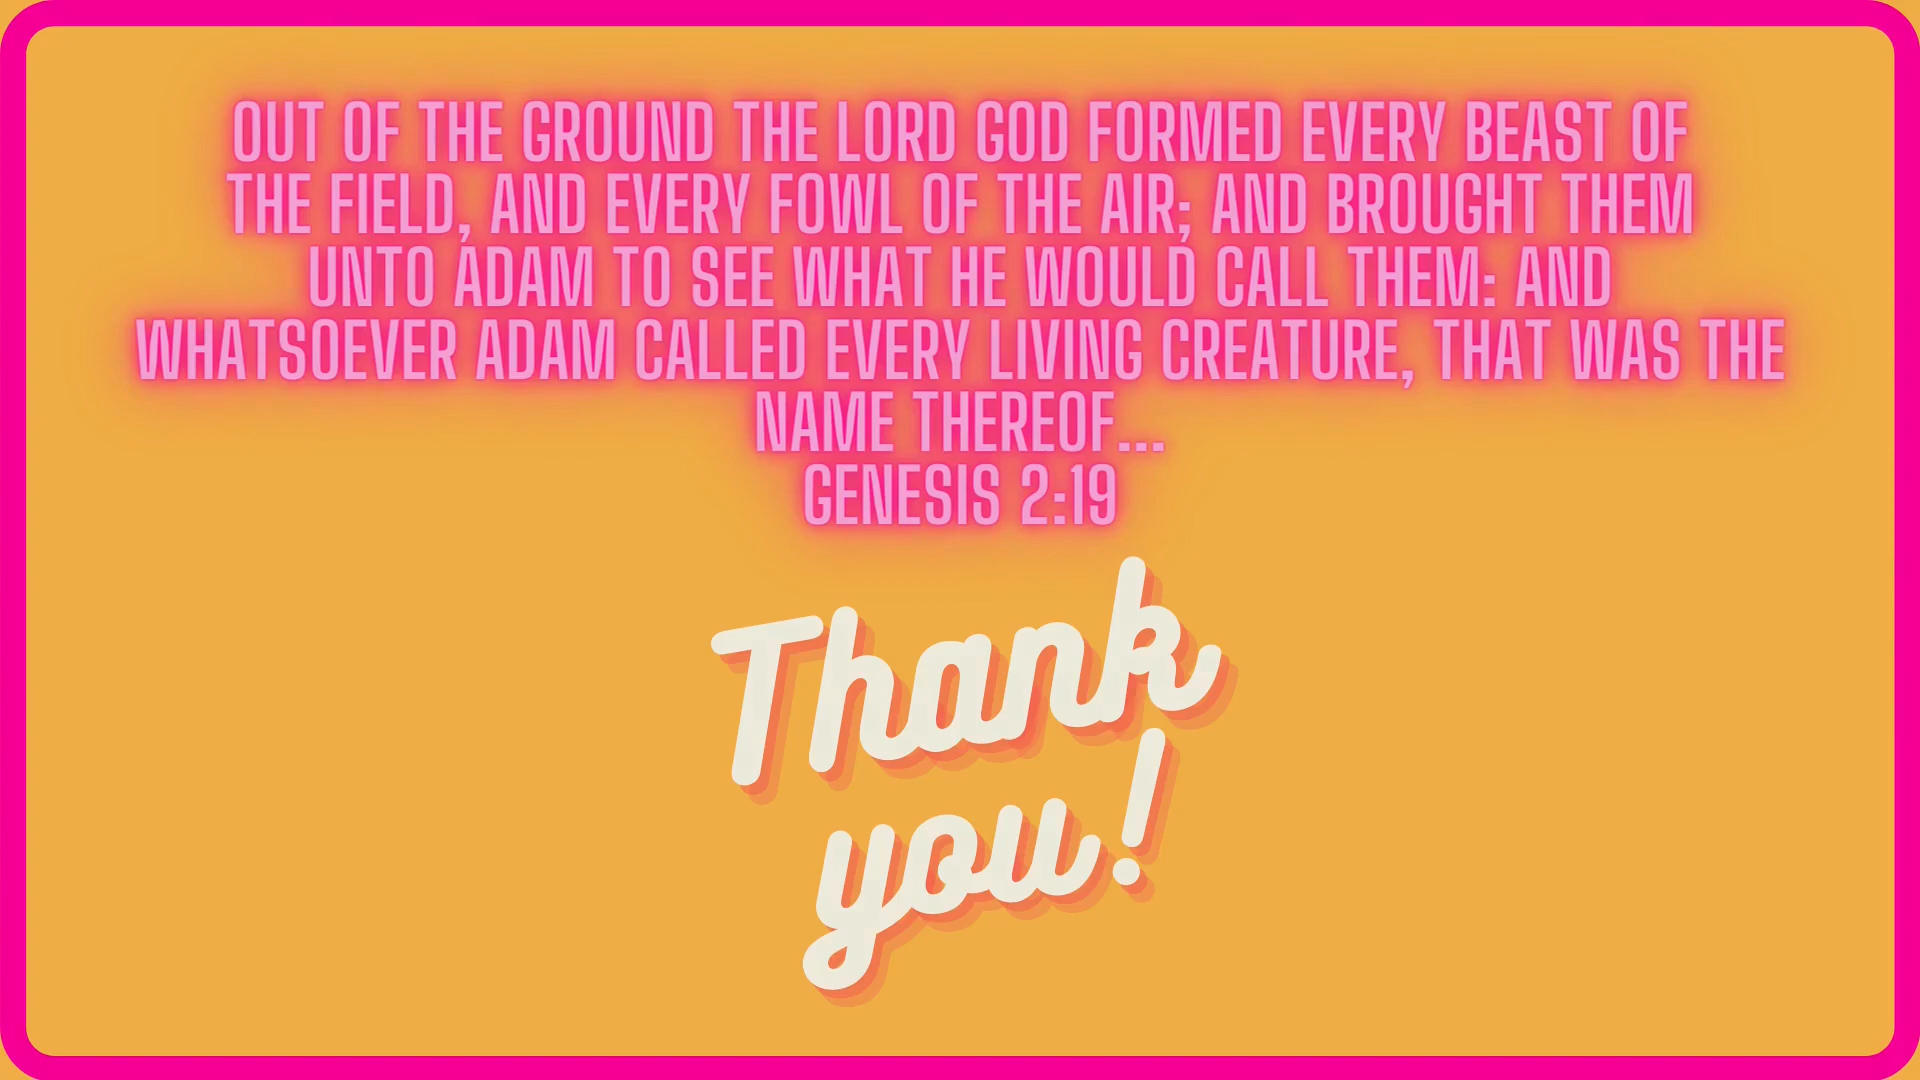 OUT OF THE GROUND THE LORD GOD FORMED EVERY BEAST OF
THE FIELD, AND EVERY FOWL OF THE AIR; AND BROUGHT THEM
UNTO ADAM TO SEE WHAT HE WOULD CALL THEM: AND
WHATSOEVER ADAM CALLED EVERY LIVING CREATURE, THAT WAS THE
NAME THEREOF...
GENESIS 2:19
Thank
you!